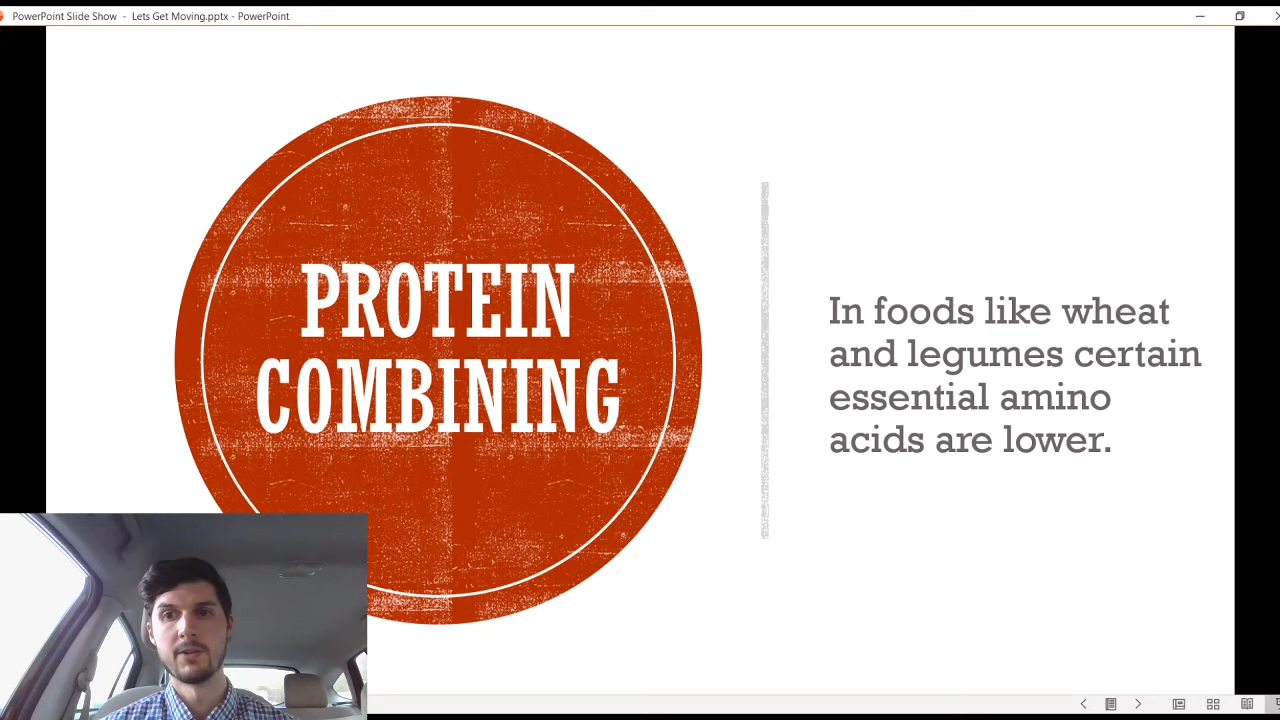 PowerPoint Slide Show - Lets Get Moving.pptx - PowerPoint
PROTEIN
COMBINING
In foods like wheat
and legumes certain
essential amino
acids are lower.